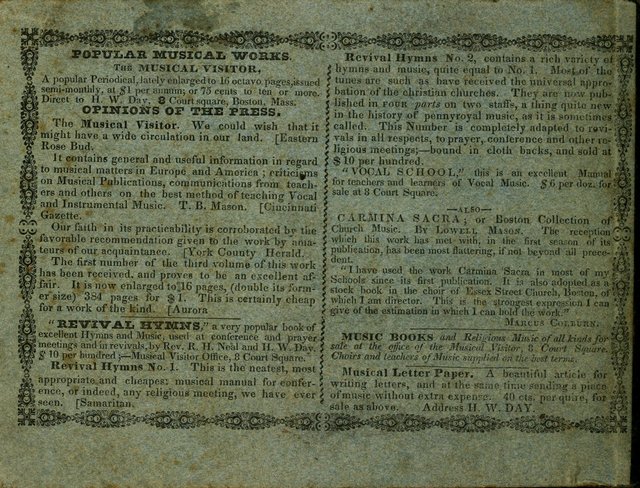 POPULAR MUSICAL WORKS.
THE MUSICAL VISITOR.
A popular Periodical, lately enlarged to 16 octavo pages, issued
semi-monthly, at $1 per annum; or 75 cents to ten or more.
Direct to H. W. Day, 8 Court square, Boston, Mass.
OPINIONS OF THE PRESS.
The Musical Visitor. We could wish that it
might have a wide circulation in our land. [Eastern
Rose Bud.
It contains general and useful information in regard
to musical matters in Europe and America; criticisms
on Musical Publications, communications from teach-
ers and others on the best method of teaching Vocal
and Instrumental Music. T. B. Mason. [Cincinnati
Gazette.
Our faith in its practicability is corroborated by the
favorable recommendation given to the work by ama-
teurs of our acquaintance. [York County Herald.
The first number of the third volume of this work
has been received, and proves to be an excellent af-
fair. It is now enlarged to 16 pages, (double its form-
er size) 384 pages for $1. This is certainly cheap
for a work of the kind. [Aurora
"REVIVAL HYMNS," a very popular book of
excellent Hymns and Music, used at conference and prayer
meetings and in revivals, by Rev. R. H. Neal and H. W. Day.
$10 per hundred;—Musical Visitor Office, 8 Court Square.
Revival Hymns No. 1. This is the neatest, most
appropriate and cheapest musical manual for confer-
ence, or indeed, any religious meeting, we have ever
seen. [Samaritan.
Revival Hymns No. 2, contains a rich variety of
hymns and music, quite equal to No. 1. Most of the
tunes are such as have received the universal appro-
bation of the christian churches. They are now pub-
lished in FOUR parts on two staffs, a thing quite new
in the history of pennyroyal music, as it is sometimes
called. This Number is completely adapted to revi-
vals in all respects, to prayer, conference and other re-
ligious meetings;—bound in cloth backs, and sold at
$10 per hundred.
"VOCAL SCHOOL," this is an excellent Manual
for teachers and learners of Vocal Music. $6 per doz. for
sale at 8 Court Square.
—ALSO—
CARMINA SACRA; or Boston Collection of
Church Music. By LOWELL MASON. The reception
which this work has met with, in the first season of its
publication, has been most flattering, if not beyond all prece-
dent.
"I have used the work Carmina Sacra in most of my
Schools since its first publication. It is also adopted as a
stock book in the choir of Essex Street Church, Boston, of
which I am director. This is the strongest expression I can
give of the estimation in which I can hold the work."
MARCUS COLBURN.
MUSIC BOOKS and Religious Music of all kinds for
sale at the office of the Musical Visitor, 8 Court Square.
Choirs and teachers of Music supplied on the best terms.
Musical Letter Paper. A beautiful article for
writing letters, and at the same time sending a piece
of music without extra expense. 40 cts. per quire, for
sale as above. Address H. W. DAY.